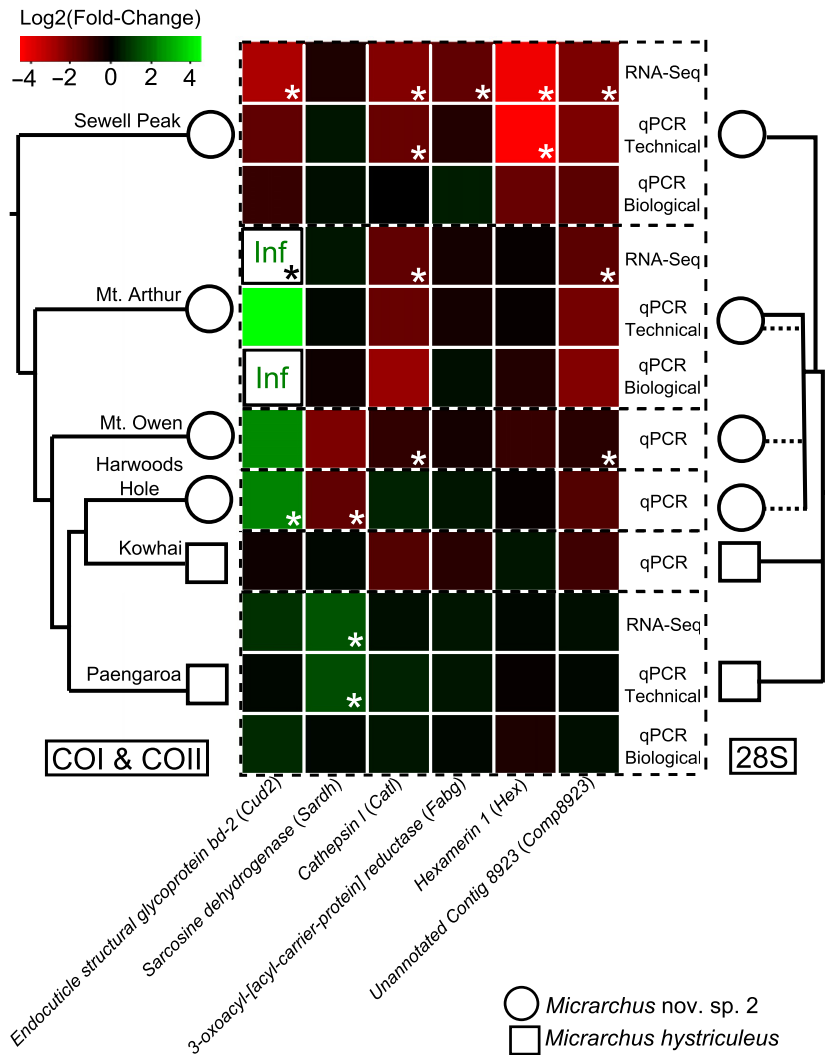 Log2(Fold-Change)
−4 −2 0 2 4
RNA-Seq
*
*
*
*
*
Sewell Peak
qPCR
Technical
*
*
qPCR
Biological
Inf
*
*
*
RNA-Seq
Mt. Arthur
qPCR
Technical
Inf
qPCR
Biological
Mt. Owen
*
*
qPCR
Harwoods
Hole
*
*
qPCR
Kowhai
qPCR
*
RNA-Seq
Paengaroa
*
qPCR
Technical
qPCR
Biological
COI & COII
28S
Endocuticle structural glycoprotein bd-2 (Cud2)
Sarcosine dehydrogenase (Sardh)
Cathepsin l (Catl)
3-oxoacyl-[acyl-carrier-protein] reductase (Fabg)
Hexamerin 1 (Hex)
Unannotated Contig 8923 (Comp8923)
Micrarchus nov. sp. 2
Micrarchus hystriculeus